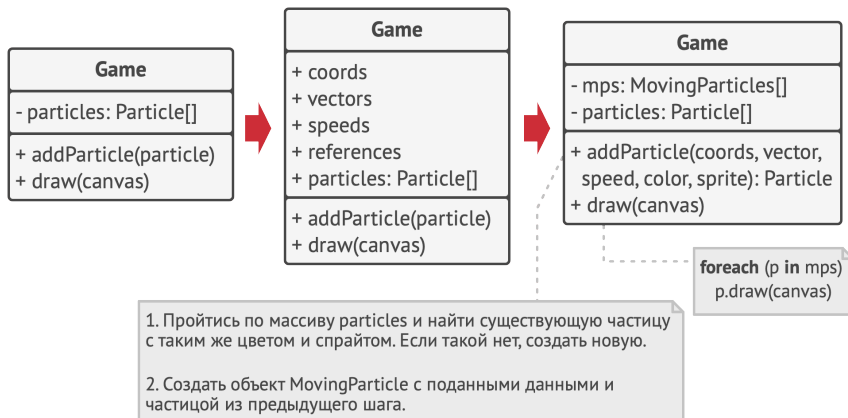 Game
- particles: Particle[]
+ addParticle(particle)
+ draw(canvas)
Game
+ coords
+ vectors
+ speeds
+ references
+ particles: Particle[]
+ addParticle(particle)
+ draw(canvas)
Game
- mps: MovingParticles[]
- particles: Particle[]
+ addParticle(coords, vector,
speed, color, sprite): Particle
+ draw(canvas)
foreach (p in mps)
p.draw(canvas)
1. Пройтись по массиву particles и найти существующую частицу
с таким же цветом и спрайтом. Если такой нет, создать новую.
2. Создать объект MovingParticle с поданными данными и
частицой из предыдущего шага.